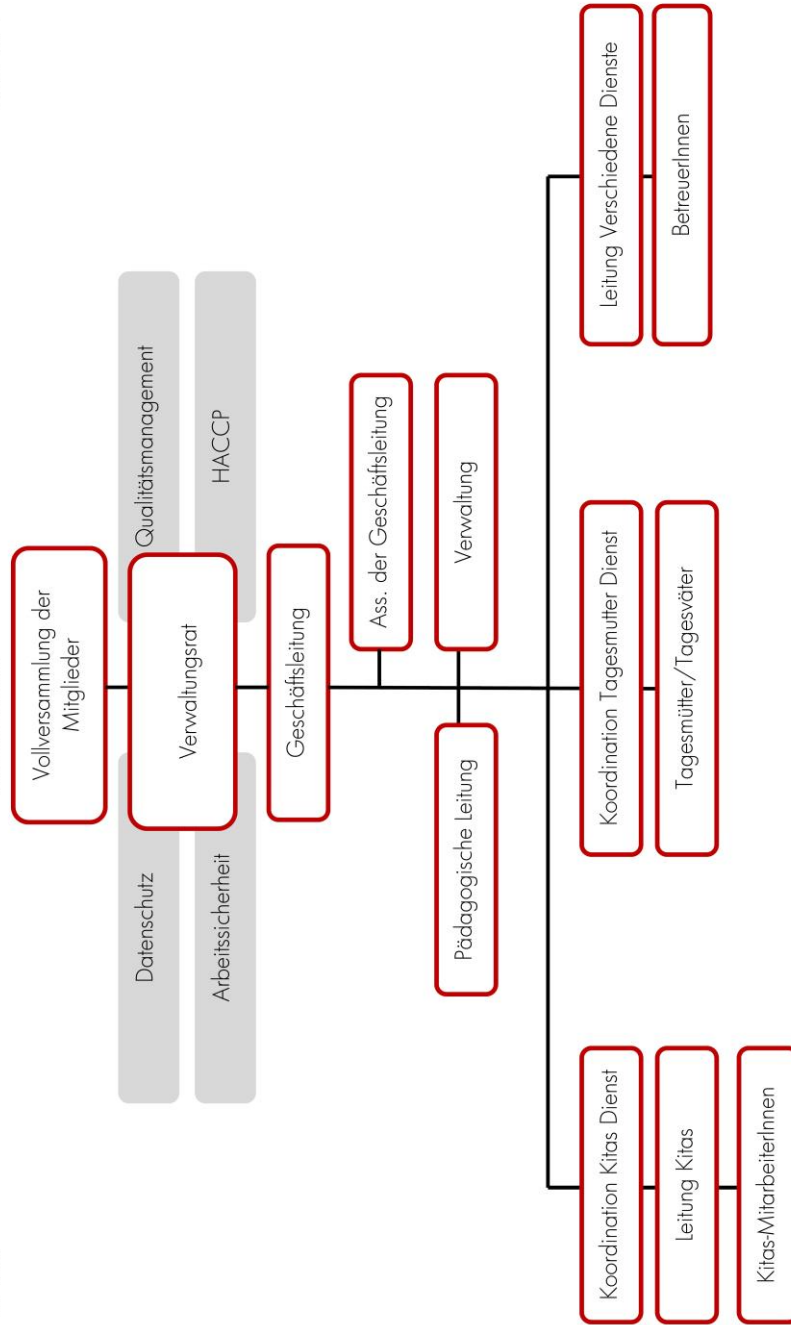 Vollversammlung der
Mitglieder
Datenschutz
Qualitätsmanagement
Verwaltungsrat
Arbeitssicherheit
HACCP
Geschäftsleitung
Ass. der Geschäftsleitung
Pädagogische Leitung
Verwaltung
Koordination Kitas Dienst
Koordination Tagesmutter Dienst
Leitung Verschiedene Dienste
Leitung Kitas
Tagesmütter/Tagesväter
BetreuerInnen
Kitas-MitarbeiterInnen